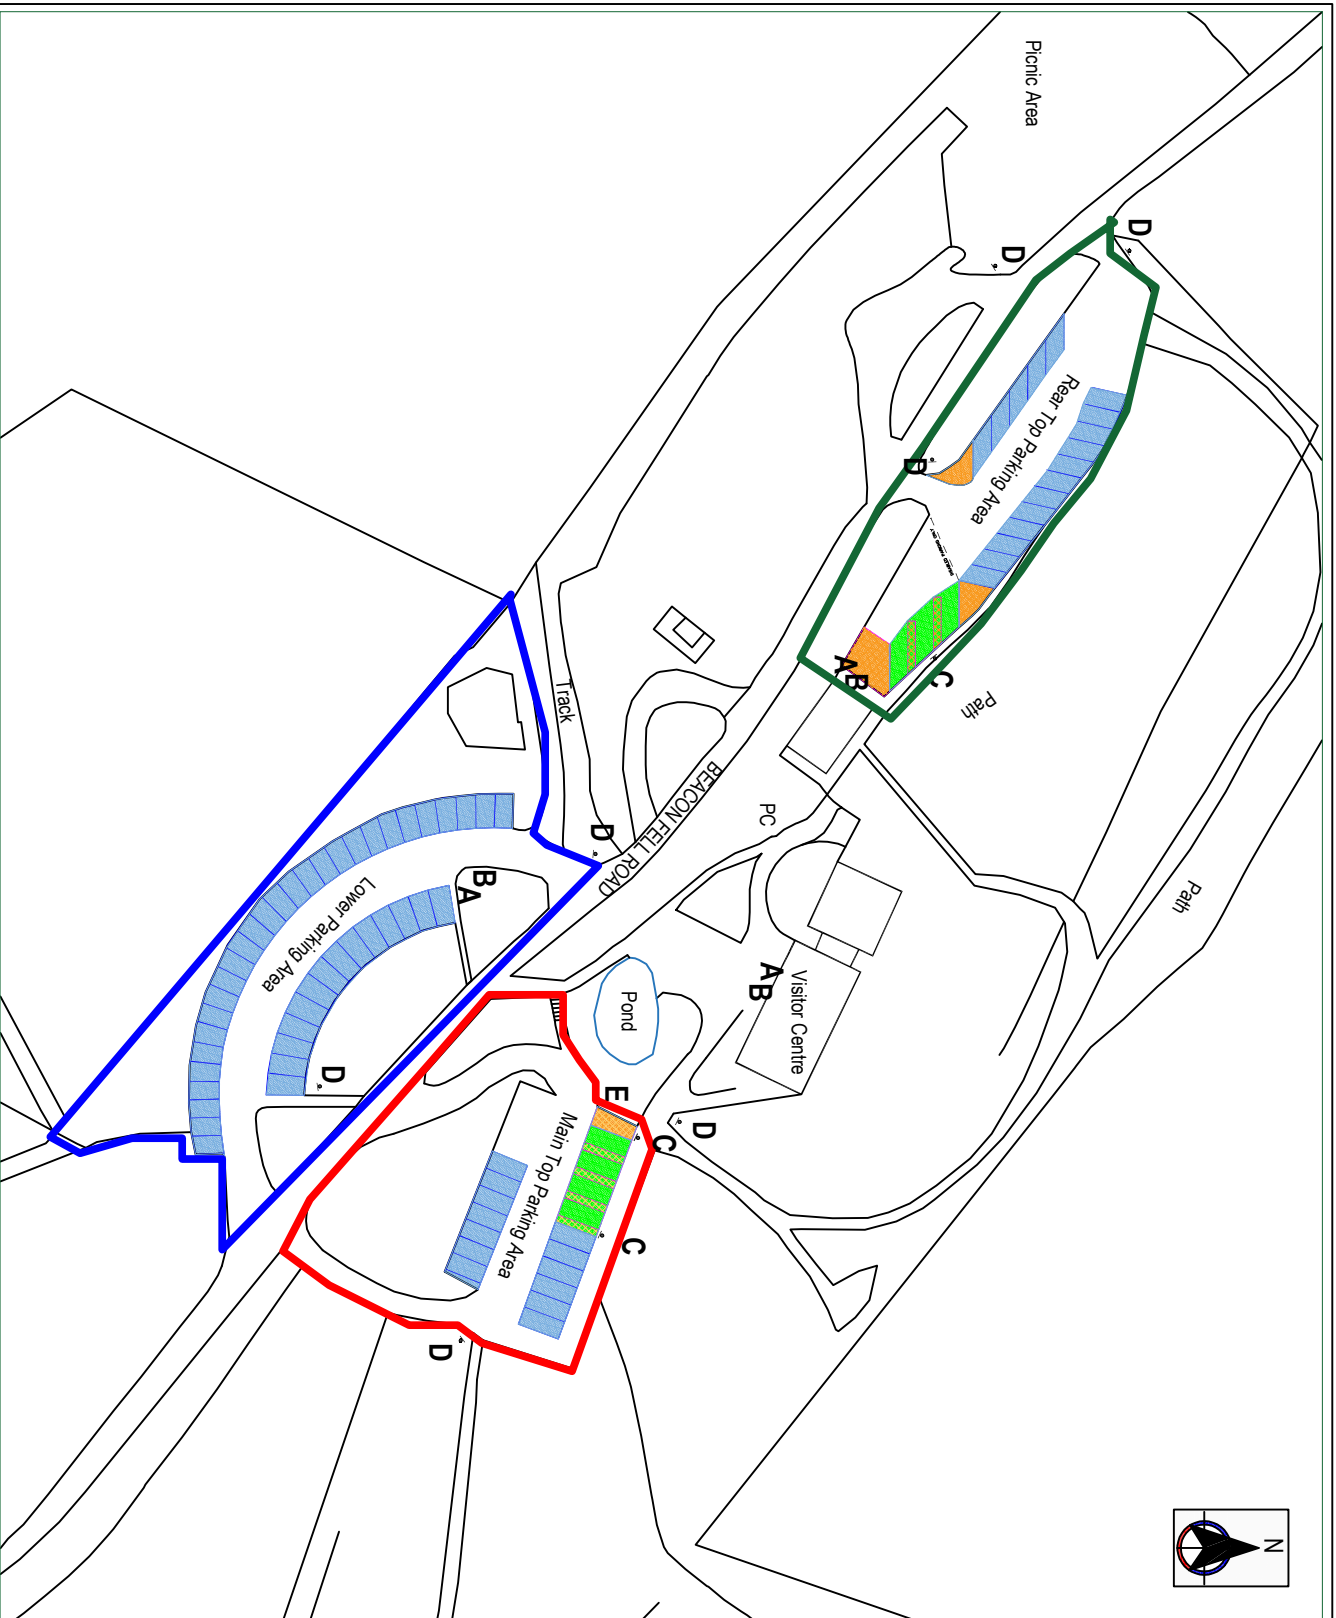 Picnic Area
D
D
Rear Top Parking Area
D
A
B
C
Path
Track
BEACON FELL ROAD
PC
D
Path
B
A
Lower Parking Area
A
B
Visitor Centre
Pond
D
E
D
C
Main Top Parking Area
C
D
N